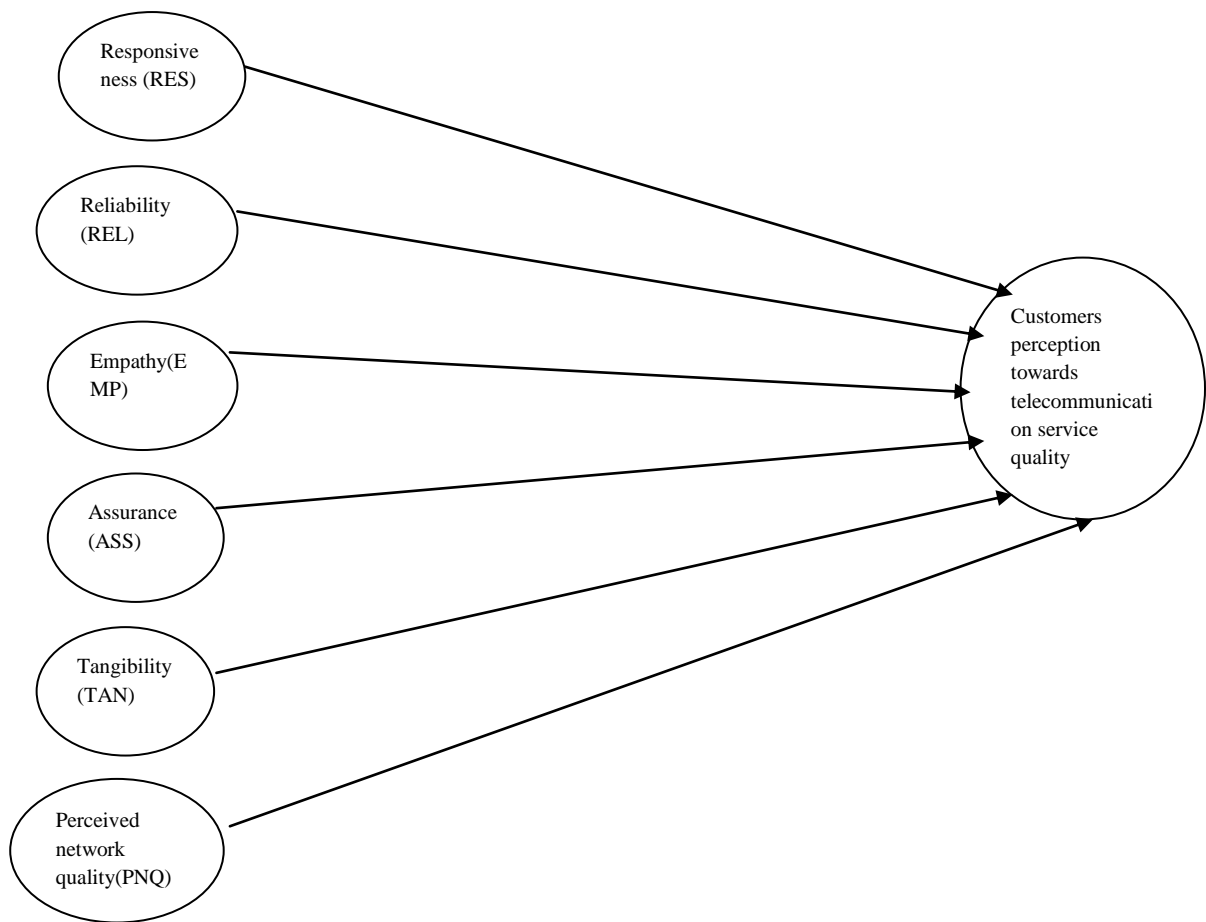 Responsive
ness (RES)
Reliability
(REL)
Empathy(E
MP)
Assurance
(ASS)
Tangibility
(TAN)
Perceived
network
quality(PNQ)
Customers
perception
towards
telecommunicati
on service
quality